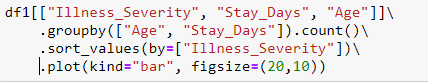 df1[["Illness_Severity", "Stay_Days", "Age"]]\
.groupby(["Age", "Stay_Days"]).count()\
.sort_values(by=["Illness_Severity"])\
.plot(kind="bar", figsize=(20,10))